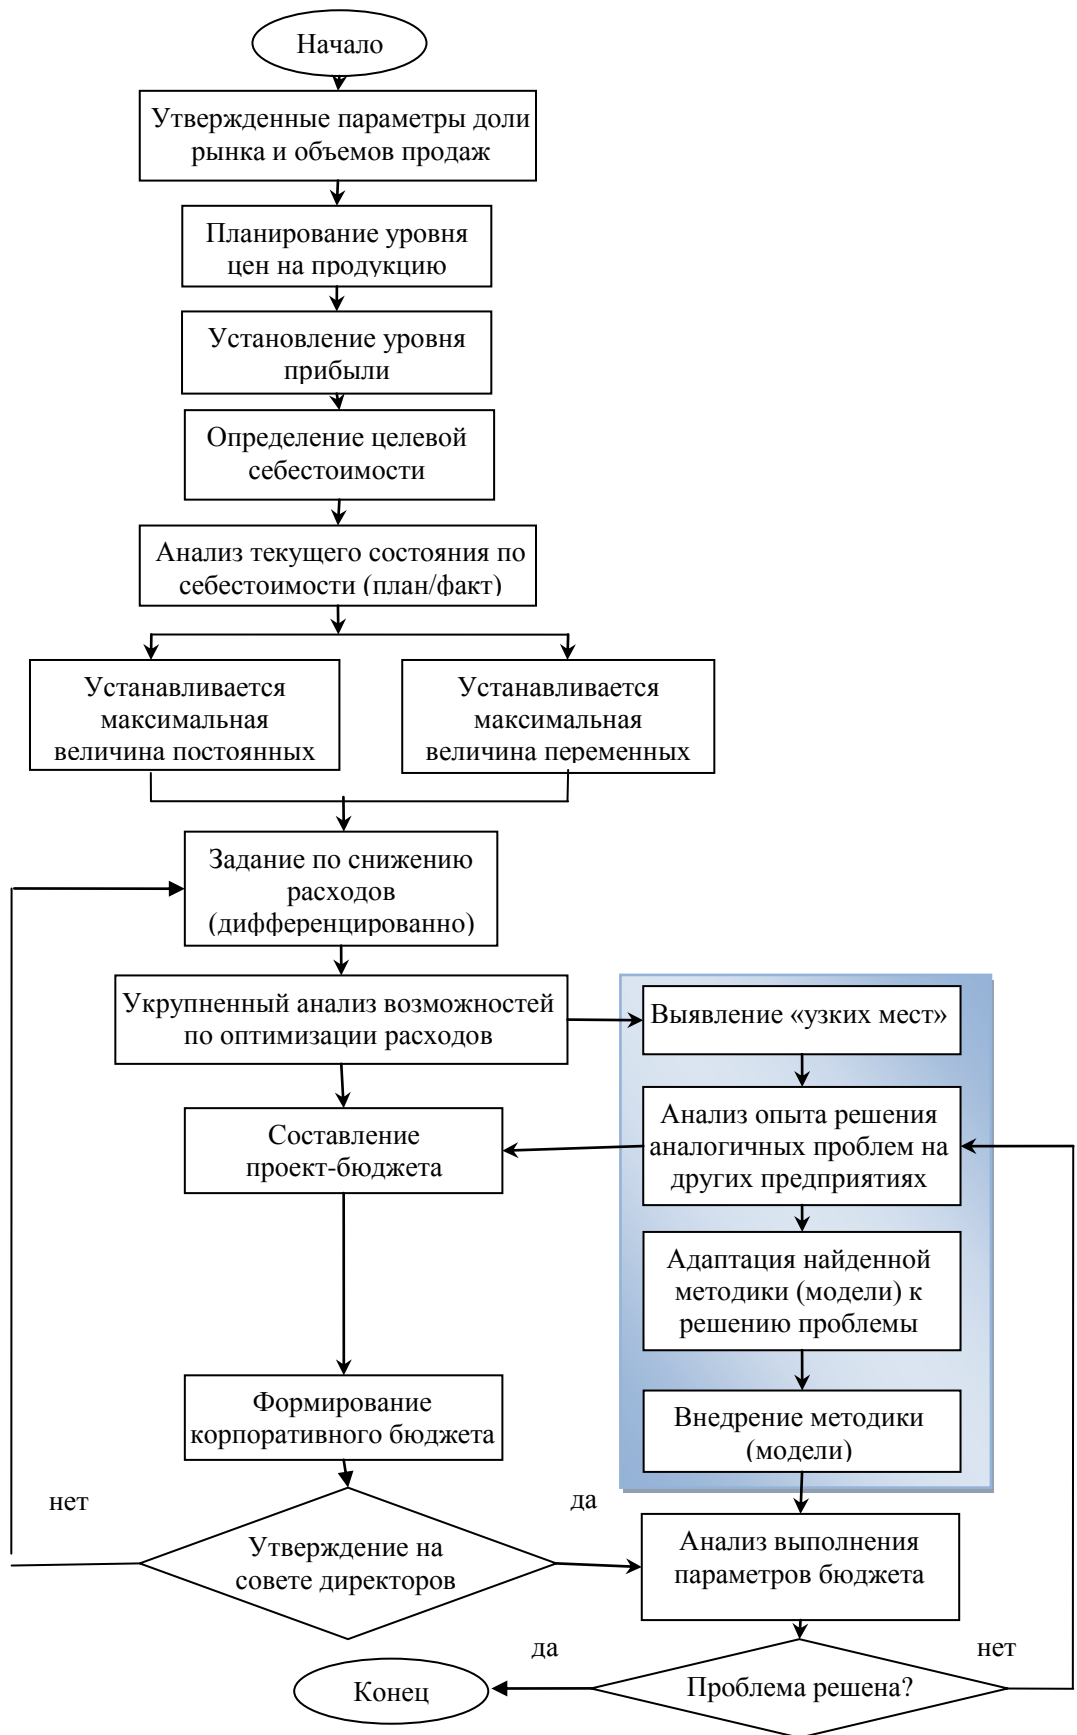 Начало
Утвержденные параметры доли
рынка и объемов продаж
Планирование уровня
цен на продукцию
Установление уровня
прибыли
Определение целевой
себестоимости
Анализ текущего состояния по
себестоимости (план/факт)
Устанавливается
максимальная
величина постоянных
Устанавливается
максимальная
величина переменных
Задание по снижению
расходов
(дифференцированно)
Укрупненный анализ возможностей
по оптимизации расходов
Выявление «узких мест»
Составление
проект-бюджета
Анализ опыта решения
аналогичных проблем на
других предприятиях
Адаптация найденной
методики (модели) к
решению проблемы
Формирование
корпоративного бюджета
Внедрение методики
(модели)
нет
да
Утверждение на
совете директоров
Анализ выполнения
параметров бюджета
да
нет
Конец
Проблема решена?